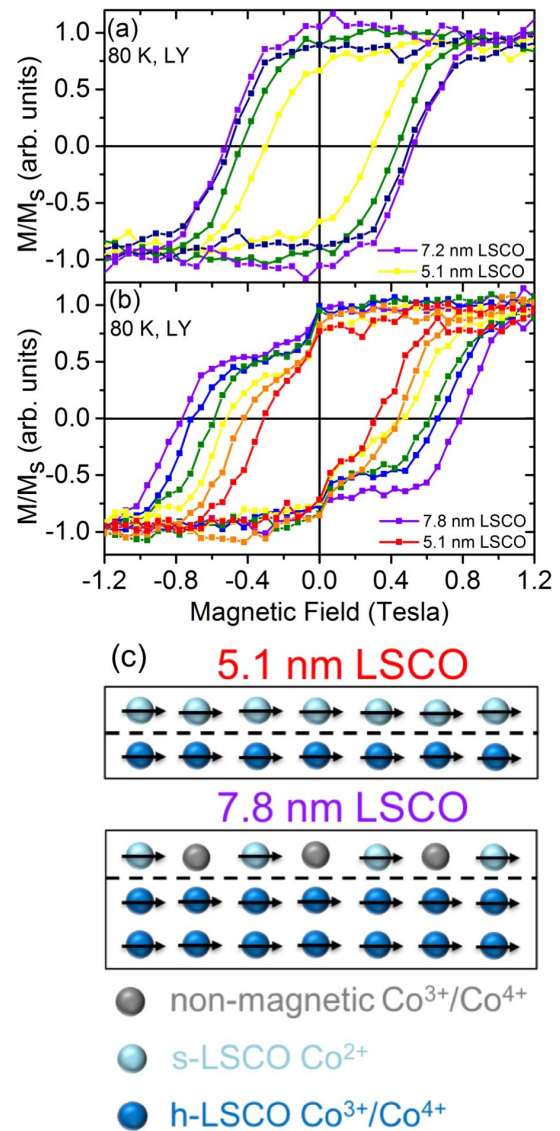 (a)
80 K, LY
M/Mₛ (arb. units)
1.0
0.5
0.0
-0.5
-1.0
7.2 nm LSCO
5.1 nm LSCO
(b)
80 K, LY
M/Mₛ (arb. units)
1.0
0.5
0.0
-0.5
-1.0
7.8 nm LSCO
5.1 nm LSCO
-1.2 -0.8 -0.4 0.0 0.4 0.8 1.2
Magnetic Field (Tesla)
(c)
5.1 nm LSCO
7.8 nm LSCO
non-magnetic Co³⁺/Co⁴⁺
s-LSCO Co²⁺
h-LSCO Co³⁺/Co⁴⁺